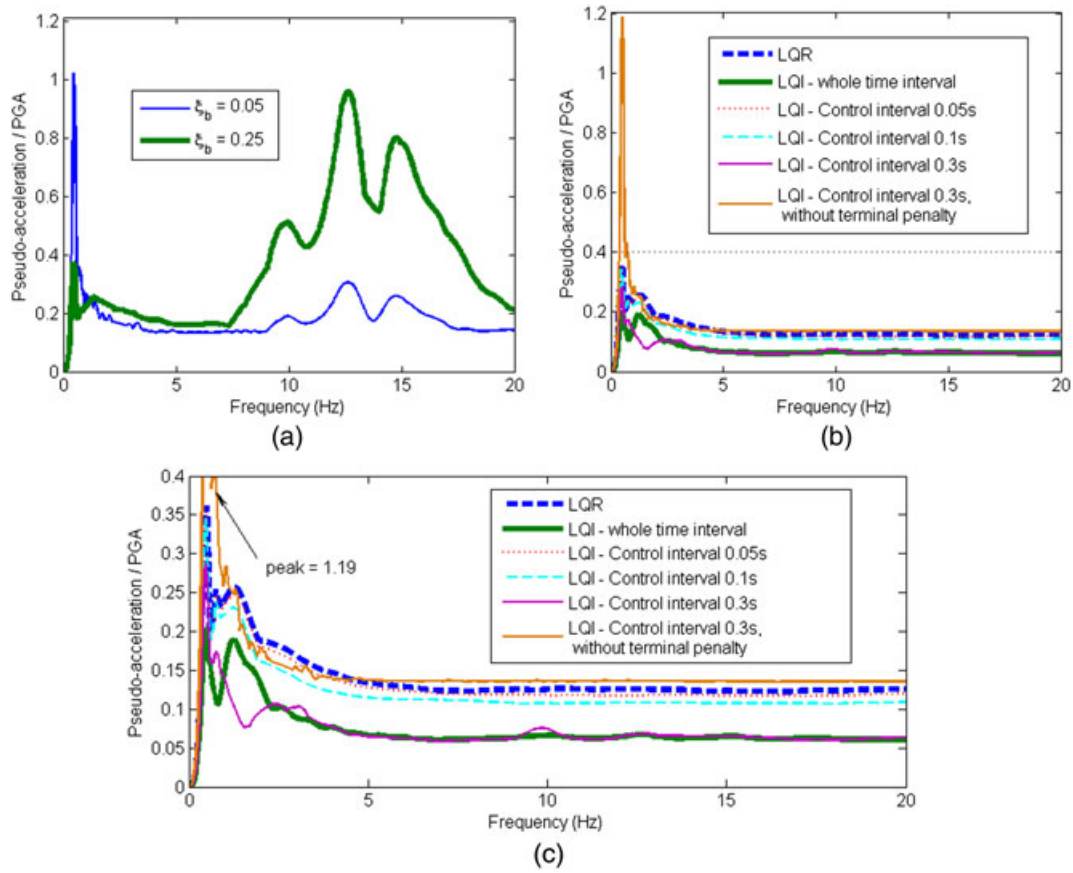 1.2
1
0.8
0.6
0.4
0.2
0
Pseudo-acceleration / PGA
ξb = 0.05
ξb = 0.25
0
5
10
15
20
Frequency (Hz)
(a)
1.2
1
0.8
0.6
0.4
0.2
0
Pseudo-acceleration / PGA
LQR
LQI - whole time interval
LQI - Control interval 0.05s
LQI - Control interval 0.1s
LQI - Control interval 0.3s
LQI - Control interval 0.3s,
without terminal penalty
0
5
10
15
20
Frequency (Hz)
(b)
0.4
0.35
0.3
0.25
0.2
0.15
0.1
0.05
0
Pseudo-acceleration / PGA
peak = 1.19
LQR
LQI - whole time interval
LQI - Control interval 0.05s
LQI - Control interval 0.1s
LQI - Control interval 0.3s
LQI - Control interval 0.3s,
without terminal penalty
0
5
10
15
20
Frequency (Hz)
(c)